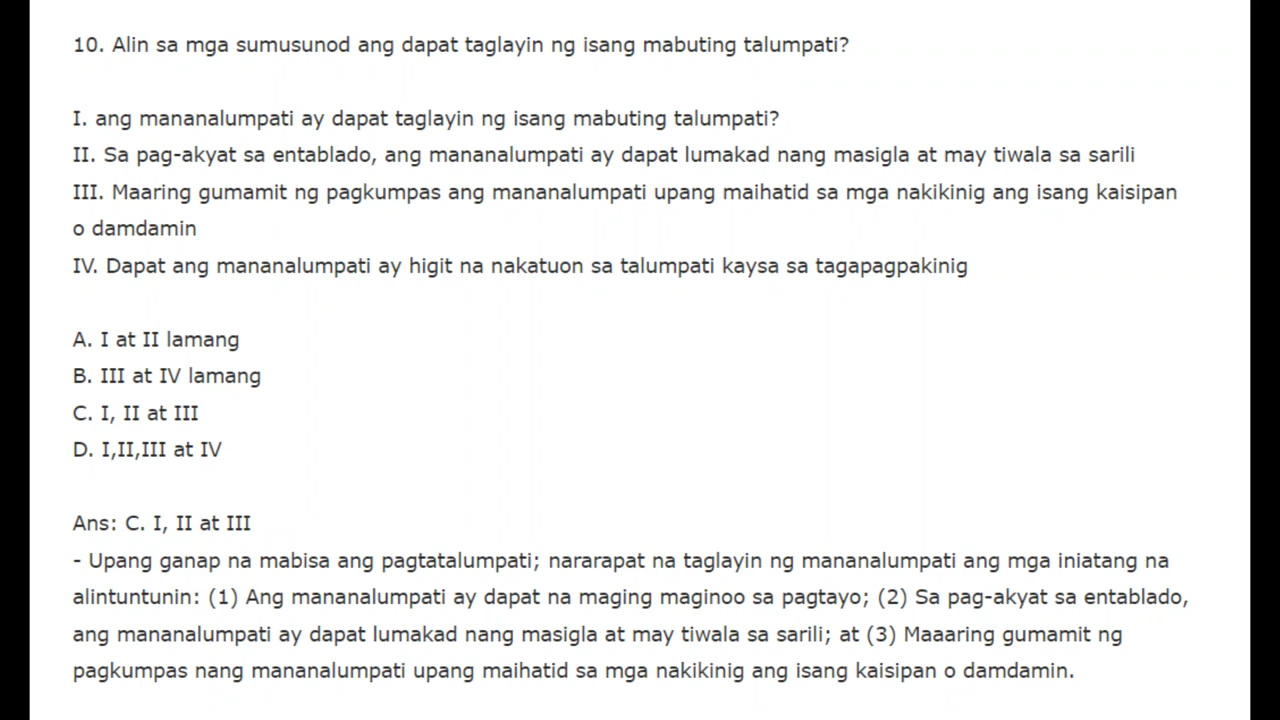 10. Alin sa mga sumusunod ang dapat taglayin ng isang mabuting talumpati?
I. ang mananalumpati ay dapat taglayin ng isang mabuting talumpati?
II. Sa pag-akyat sa entablado, ang mananalumpati ay dapat lumakad nang masigla at may tiwala sa sarili
III. Maaring gumamit ng pagkumpas ang mananalumpati upang maihatid sa mga nakikinig ang isang kaisipan
o damdamin
IV. Dapat ang mananalumpati ay higit na nakatuon sa talumpati kaysa sa tagapagpakinig
A. I at II lamang
B. III at IV lamang
C. I, II at III
D. I,II,III at IV
Ans: C. I, II at III
- Upang ganap na mabisa ang pagtatalumpati; nararapat na taglayin ng mananalumpati ang mga iniatang na
alintuntunin: (1) Ang mananalumpati ay dapat na maging maginoo sa pagtayo; (2) Sa pag-akyat sa entablado,
ang mananalumpati ay dapat lumakad nang masigla at may tiwala sa sarili; at (3) Maaaring gumamit ng
pagkumpas nang mananalumpati upang maihatid sa mga nakikinig ang isang kaisipan o damdamin.